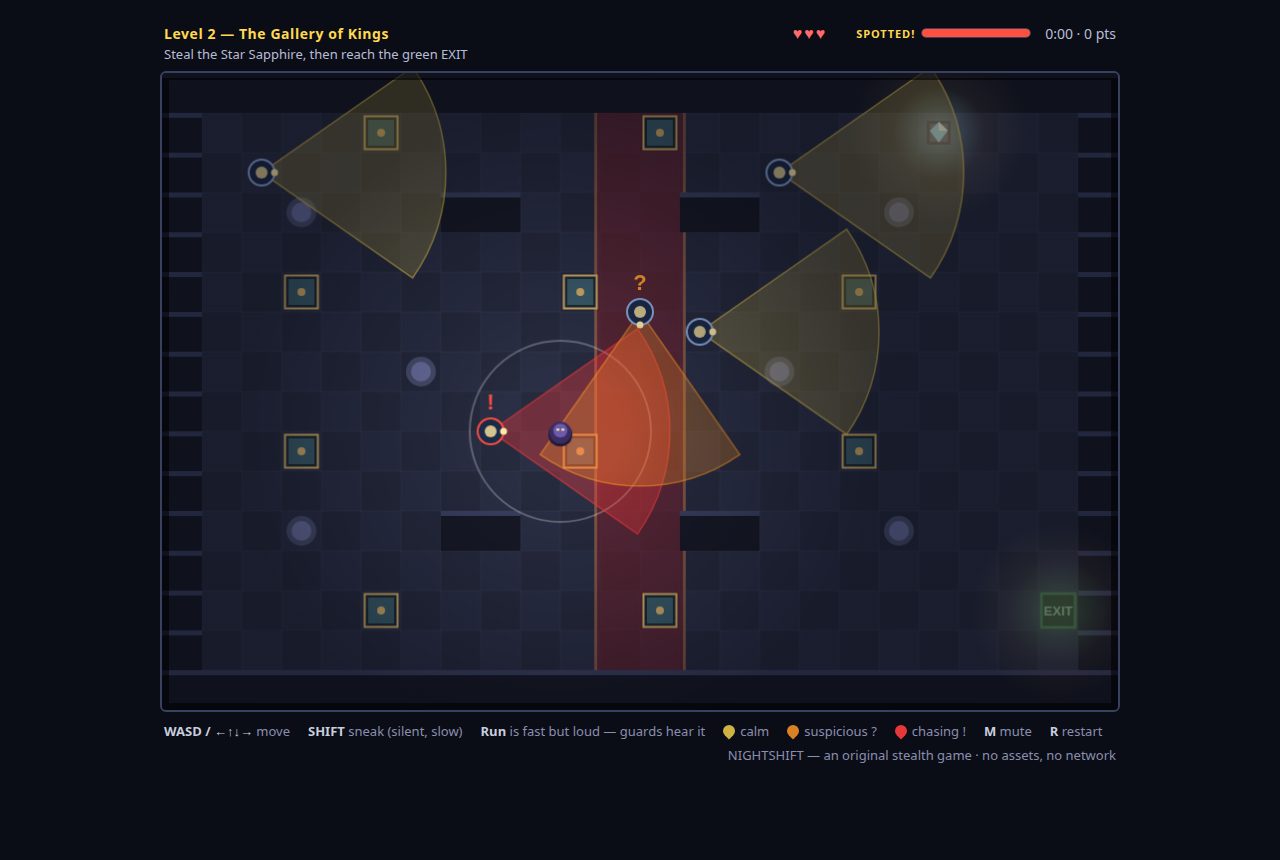 Level 2 — The Gallery of Kings
♥♥♥ SPOTTED! 0:00 · 0 pts
Steal the Star Sapphire, then reach the green EXIT
?
!
EXIT
WASD / ←↑↓→ move SHIFT sneak (silent, slow) Run is fast but loud — guards hear it calm suspicious ? chasing ! M mute R restart
NIGHTSHIFT — an original stealth game · no assets, no network